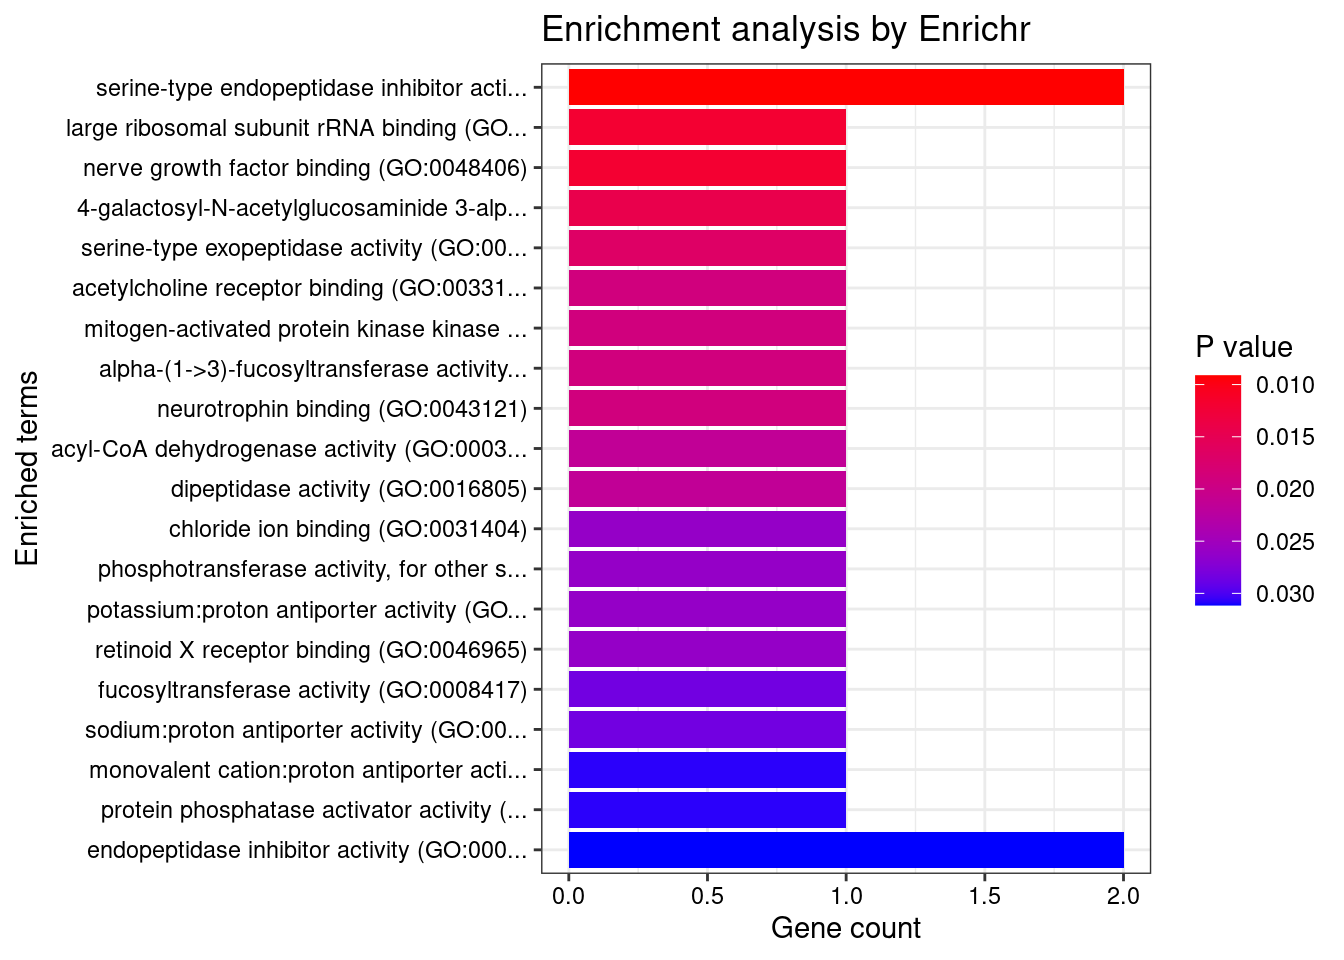 Enrichment analysis by Enrichr
serine-type endopeptidase inhibitor acti...
large ribosomal subunit rRNA binding (GO...
nerve growth factor binding (GO:0048406)
4-galactosyl-N-acetylglucosaminide 3-alp...
serine-type exopeptidase activity (GO:00...
acetylcholine receptor binding (GO:00331...
mitogen-activated protein kinase kinase ...
alpha-(1->3)-fucosyltransferase activity...
neurotrophin binding (GO:0043121)
acyl-CoA dehydrogenase activity (GO:0003...
dipeptidase activity (GO:0016805)
chloride ion binding (GO:0031404)
phosphotransferase activity, for other s...
potassium:proton antiporter activity (GO...
retinoid X receptor binding (GO:0046965)
fucosyltransferase activity (GO:0008417)
sodium:proton antiporter activity (GO:00...
monovalent cation:proton antiporter acti...
protein phosphatase activator activity (...
endopeptidase inhibitor activity (GO:000...
Enriched terms
0.0 0.5 1.0 1.5 2.0
Gene count
P value
0.010
0.015
0.020
0.025
0.030